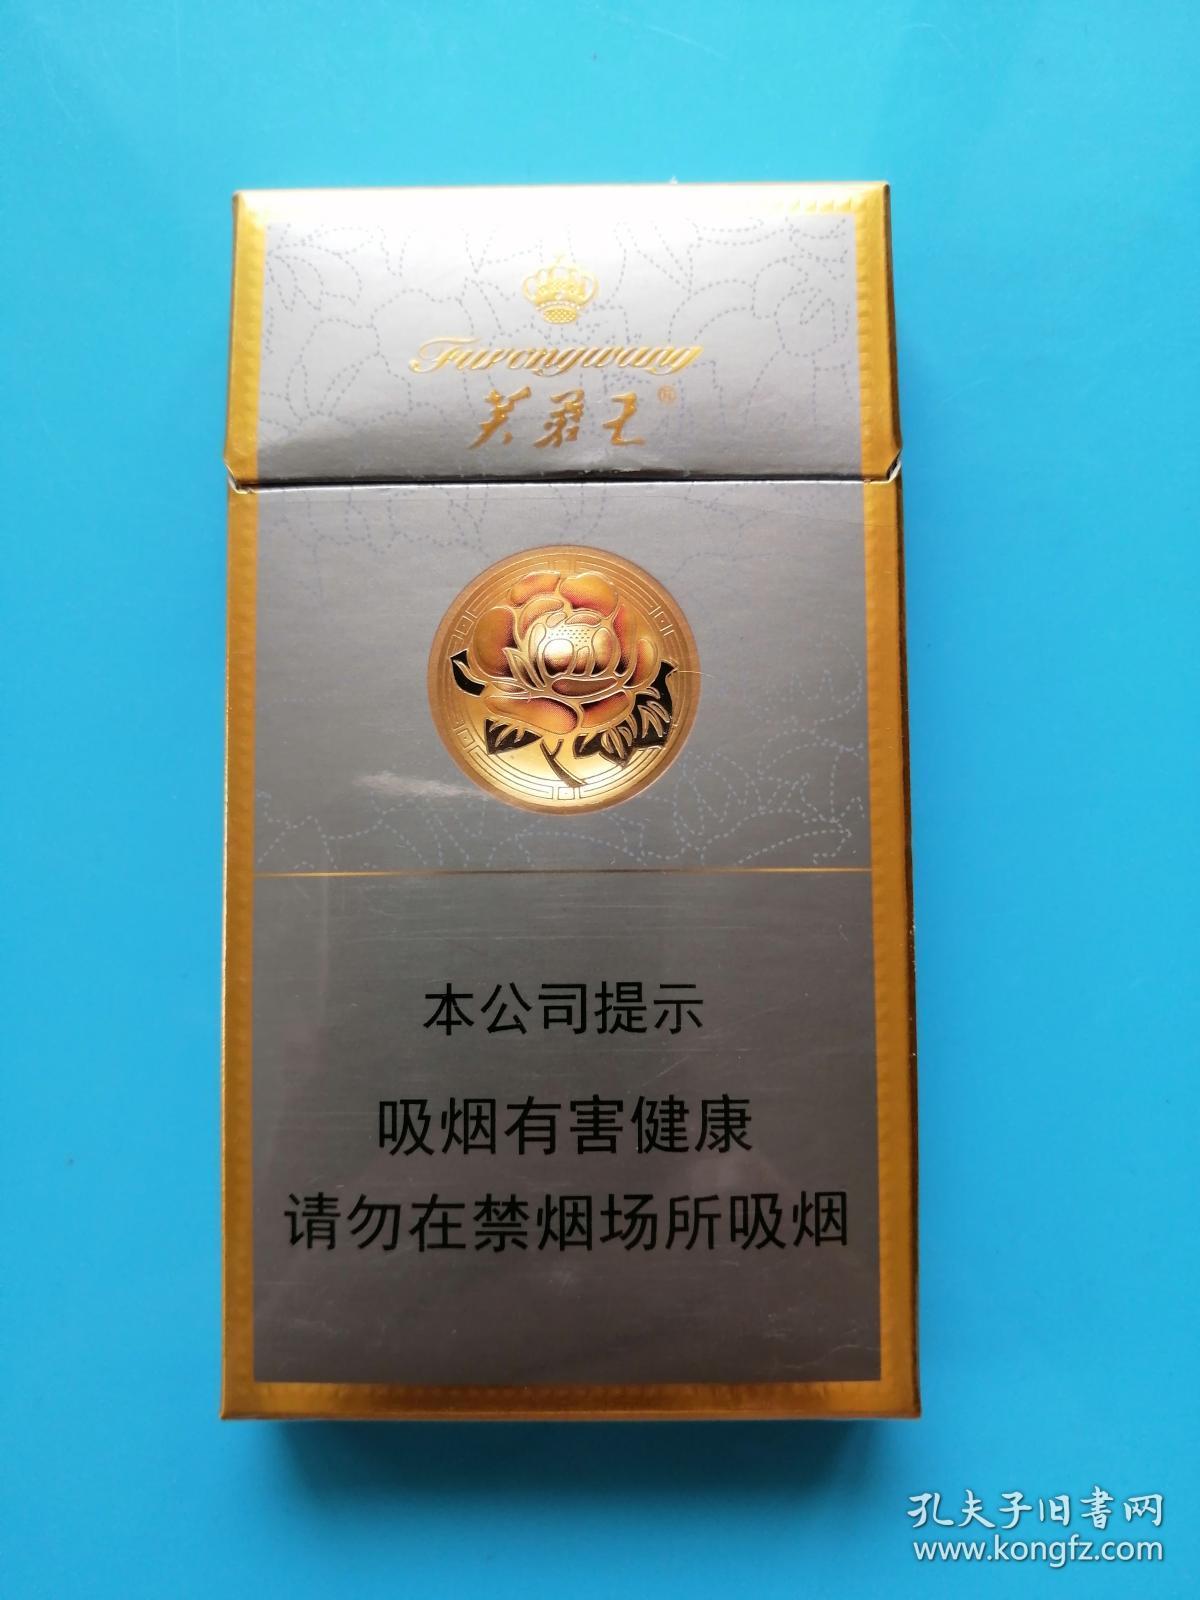 Furongwang
芙蓉王®
本公司提示
吸烟有害健康
请勿在禁烟场所吸烟
孔夫子旧书网
www.kongfz.com